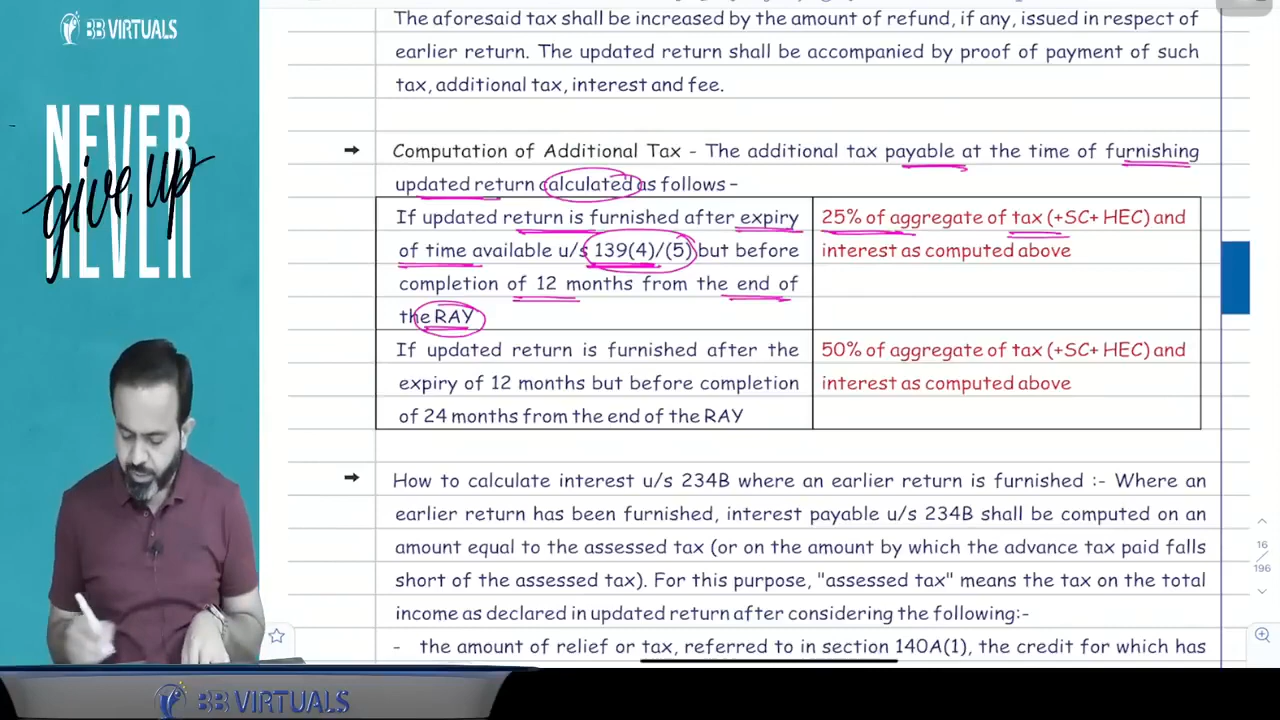 BB VIRTUALS
NEVER
give up
NEVER
The aforesaid tax shall be increased by the amount of refund, if any, issued in respect of
earlier return. The updated return shall be accompanied by proof of payment of such
tax, additional tax, interest and fee.
➞ Computation of Additional Tax - The additional tax payable at the time of furnishing
updated return calculated as follows –
If updated return is furnished after expiry
of time available u/s 139(4)/(5) but before
completion of 12 months from the end of
the RAY
25% of aggregate of tax (+SC+ HEC) and
interest as computed above
If updated return is furnished after the
expiry of 12 months but before completion
of 24 months from the end of the RAY
50% of aggregate of tax (+SC+ HEC) and
interest as computed above
➞ How to calculate interest u/s 234B where an earlier return is furnished :- Where an
earlier return has been furnished, interest payable u/s 234B shall be computed on an
amount equal to the assessed tax (or on the amount by which the advance tax paid falls
short of the assessed tax). For this purpose, "assessed tax" means the tax on the total
income as declared in updated return after considering the following:-
- the amount of relief or tax, referred to in section 140A(1), the credit for which has
16
196
BB VIRTUALS